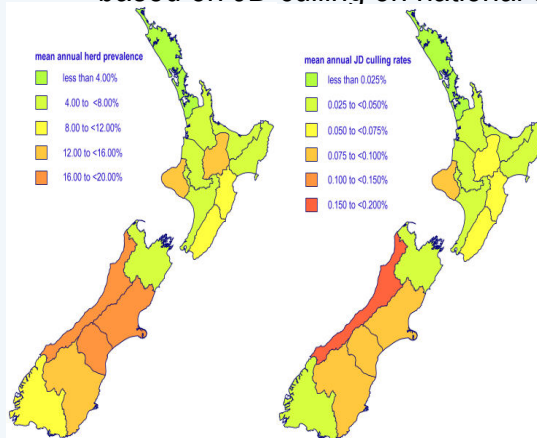 mean annual herd prevalence
less than 4.00%
4.00 to <8.00%
8.00 to <12.00%
12.00 to <16.00%
16.00 to <20.00%
mean annual JD culling rates
less than 0.025%
0.025 to <0.050%
0.050 to <0.075%
0.075 to <0.100%
0.100 to <0.150%
0.150 to <0.200%